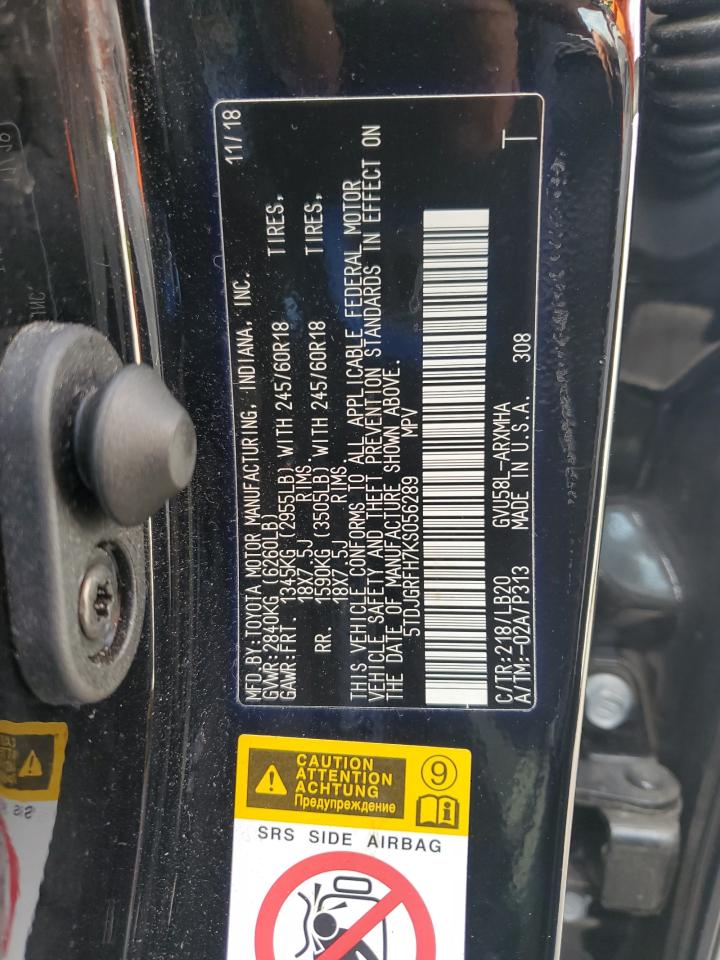 11/18
MFD.BY:TOYOTA MOTOR MANUFACTURING, INDIANA, INC.
GVWR:2840KG (6260LB)
GAWR:FRT. 1345KG (2955LB) WITH 245/60R18 TIRES,
18X7.5J RIMS
RR. 1590KG (3505LB) WITH 245/60R18 TIRES,
18X7.5J RIMS
THIS VEHICLE CONFORMS TO ALL APPLICABLE FEDERAL MOTOR
VEHICLE SAFETY AND THEFT PREVENTION STANDARDS IN EFFECT ON
THE DATE OF MANUFACTURE SHOWN ABOVE.
5TDJGRFH7KS056289 MPV
C/TR:218/LB20 GVU58L-ARXMHA
A/TM:-02A/P313 MADE IN U.S.A. 308
T
CAUTION
ATTENTION
ACHTUNG
Предупреждение
9
SRS SIDE AIRBAG